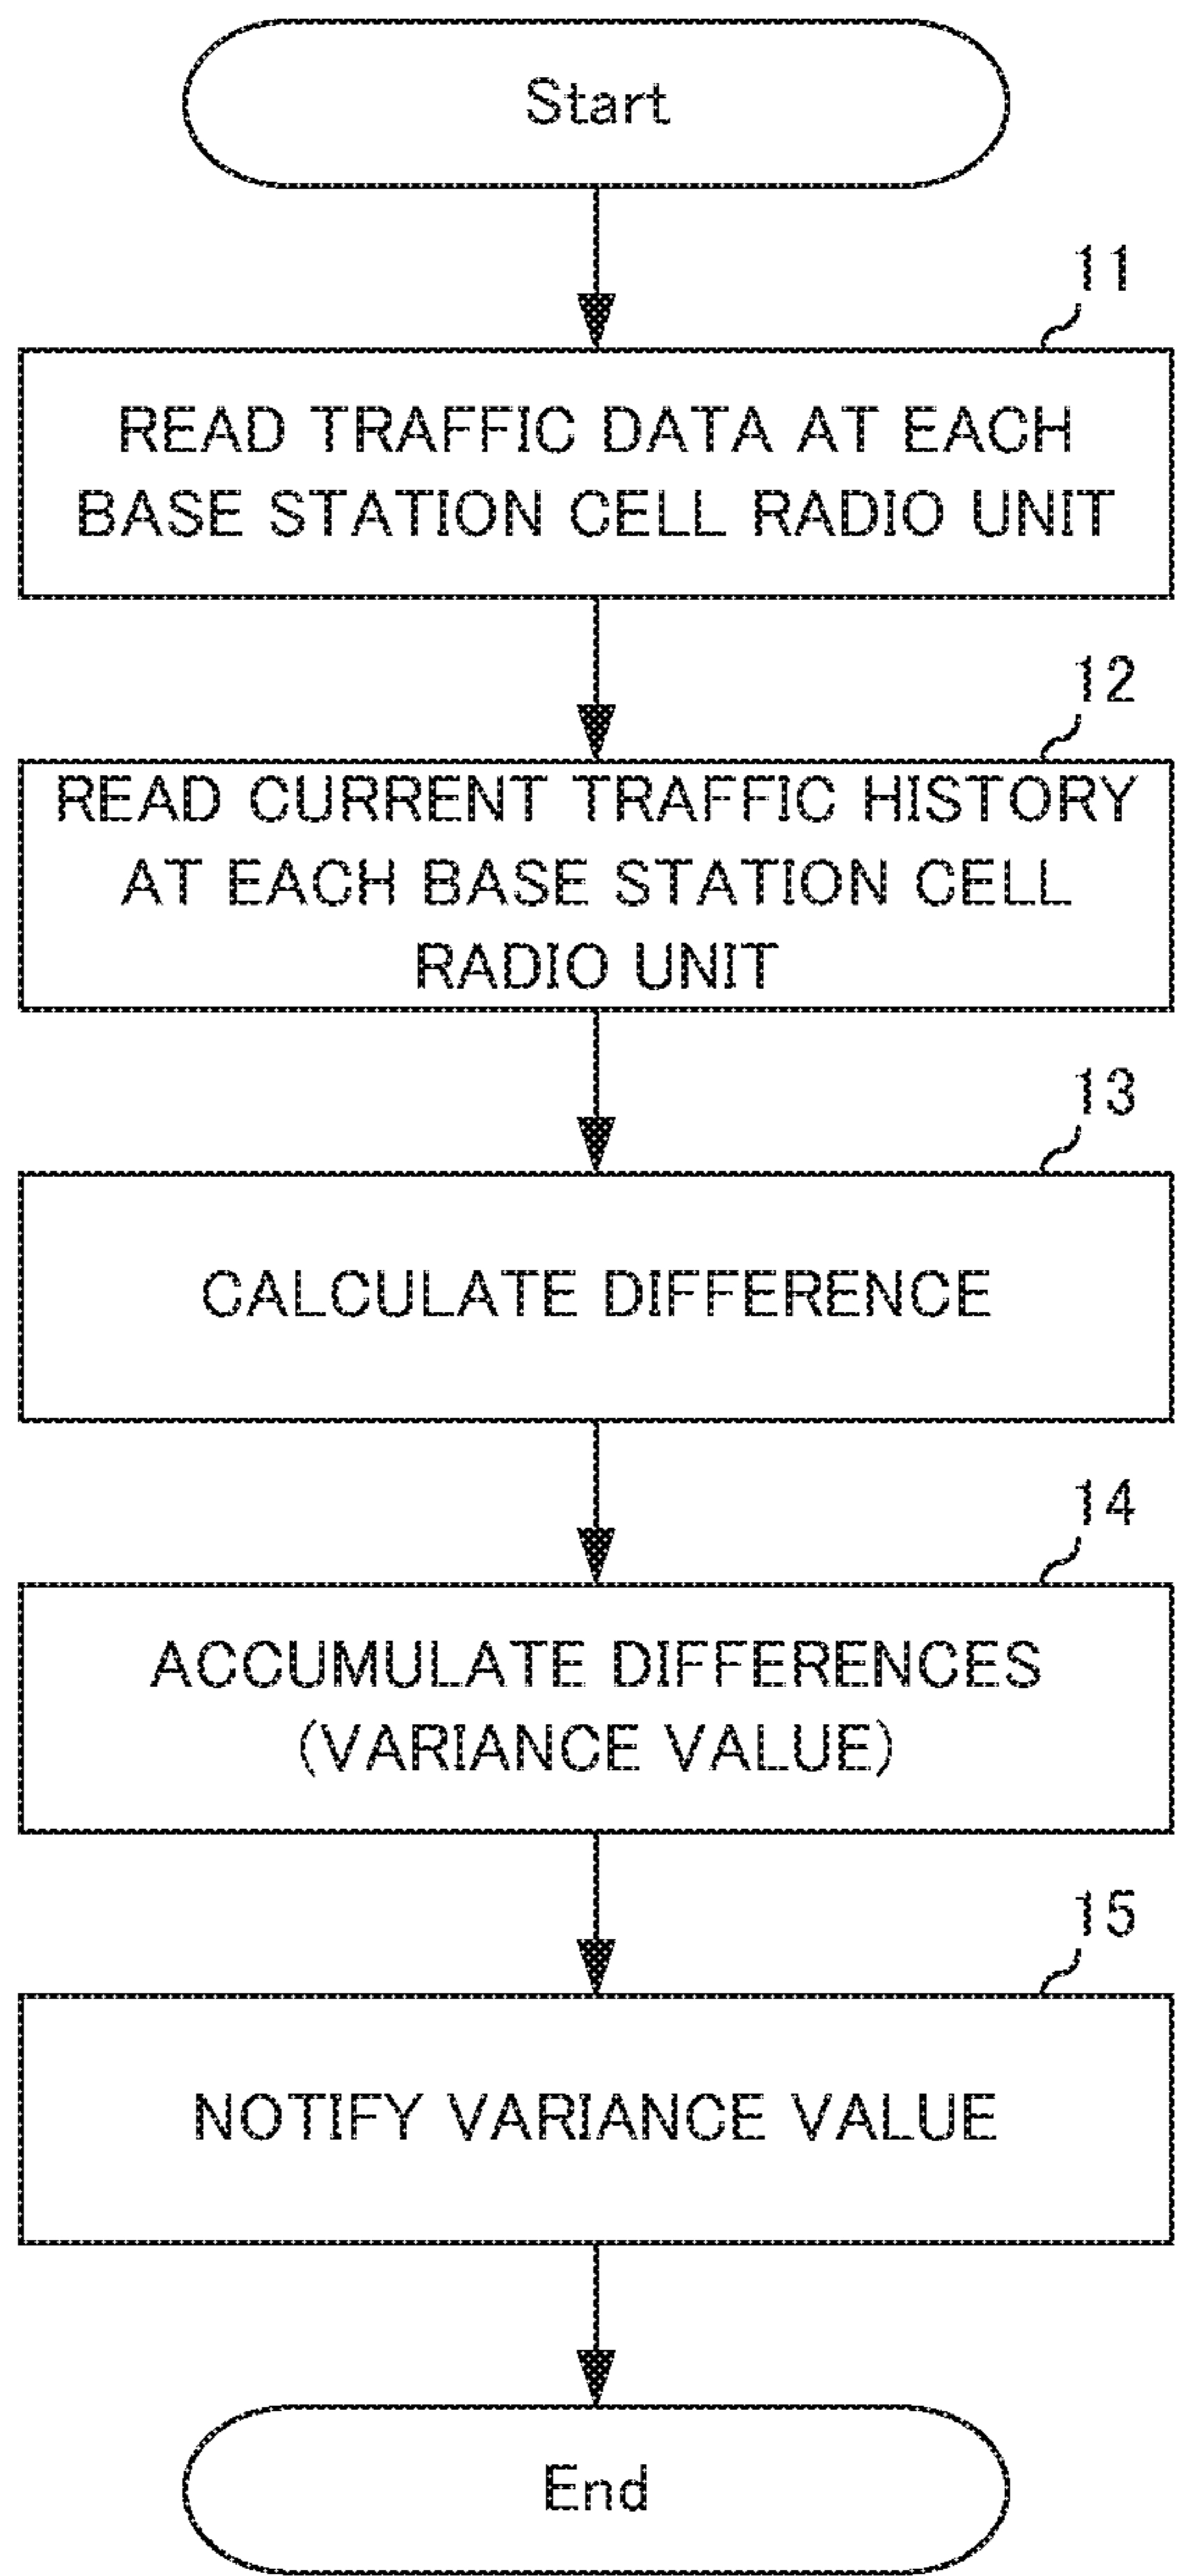 Start
11
READ TRAFFIC DATA AT EACH
BASE STATION CELL RADIO UNIT
12
READ CURRENT TRAFFIC HISTORY
AT EACH BASE STATION CELL
RADIO UNIT
13
CALCULATE DIFFERENCE
14
ACCUMULATE DIFFERENCES
(VARIANCE VALUE)
15
NOTIFY VARIANCE VALUE
End